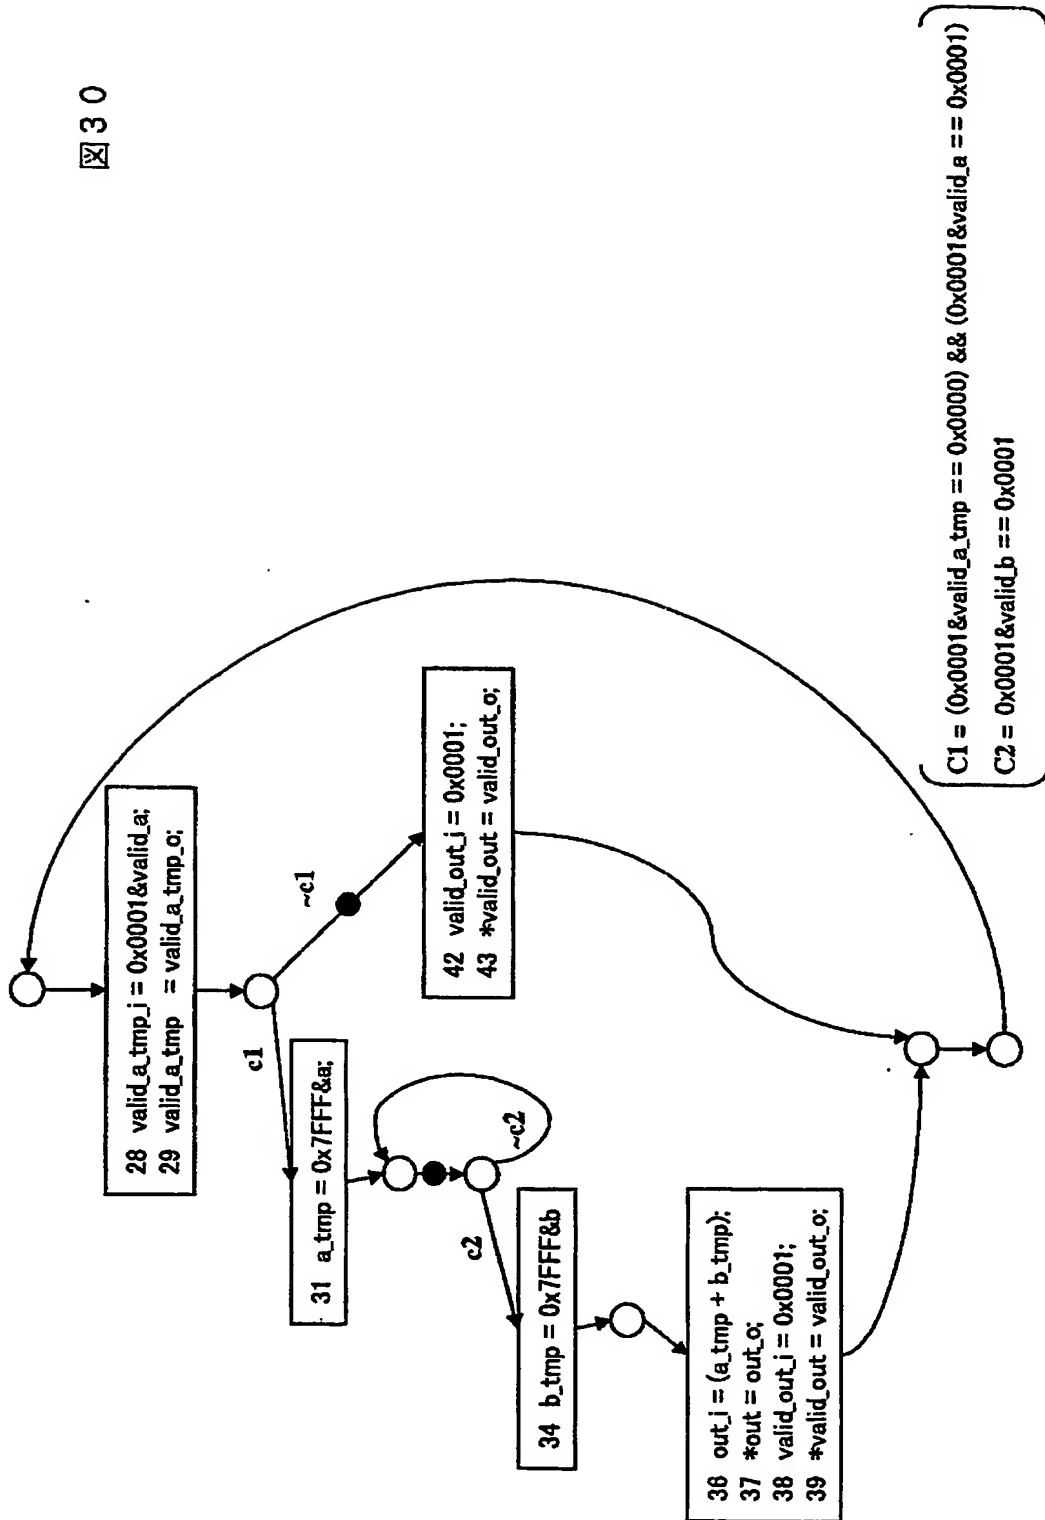 図30
28 valid_a_tmp_i = 0x0001&valid_a;
29 valid_a_tmp = valid_a_tmp_o;
c1
~c1
31 a_tmp = 0x7FFF&a;
42 valid_out_i = 0x0001;
43 *valid_out = valid_out_o;
c2
~c2
34 b_tmp = 0x7FFF&b
36 out_i = (a_tmp + b_tmp);
37 *out = out_o;
38 valid_out_i = 0x0001;
39 *valid_out = valid_out_o;
C1 = (0x0001&valid_a_tmp == 0x0000) && (0x0001&valid_a == 0x0001)
C2 = 0x0001&valid_b == 0x0001